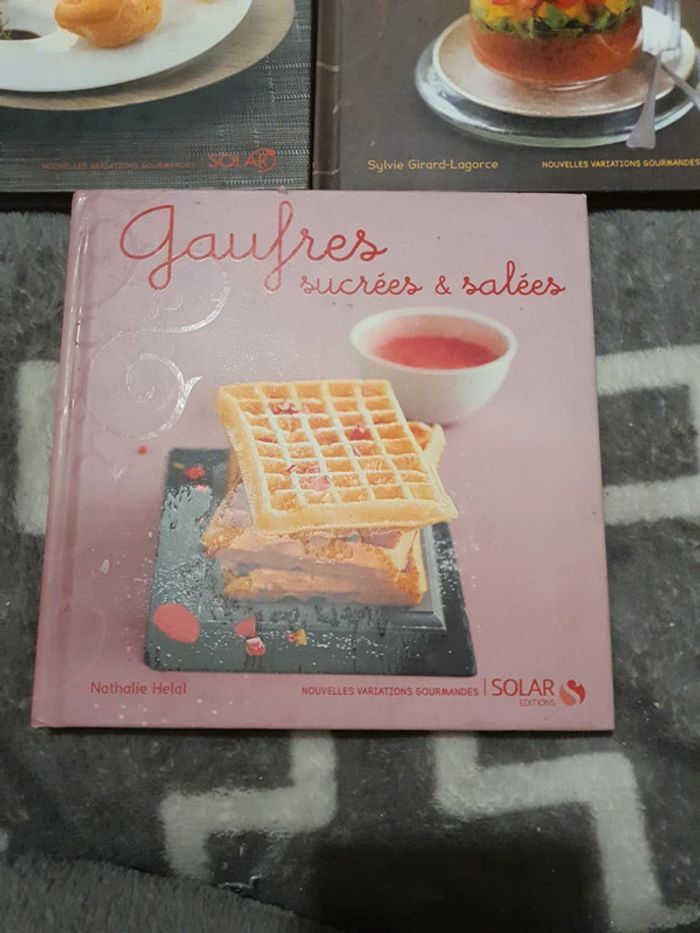 NOUVELLES VARIATIONS GOURMANDES SOLAR
Sylvie Girard-Lagorce NOUVELLES VARIATIONS GOURMANDES
Gaufres
sucrées & salées
Nathalie Helal NOUVELLES VARIATIONS GOURMANDES SOLAR
EDITIONS